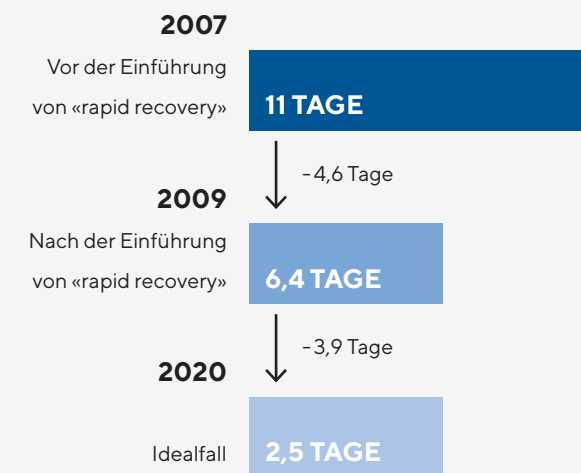 2007
Vor der Einführung
von «rapid recovery»
11 TAGE
-4,6 Tage
2009
Nach der Einführung
von «rapid recovery»
6,4 TAGE
-3,9 Tage
2020
Idealfall
2,5 TAGE